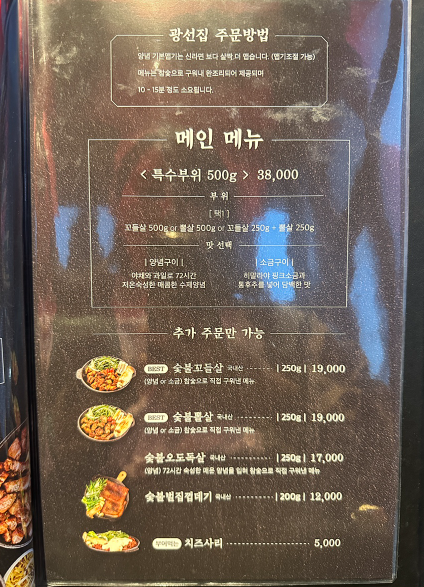 광선집 주문방법
양념 기본맵기는 신라면 보다 살짝 더 맵습니다. (맵기조절 가능)
메뉴는 참숯으로 구워내 한조리되어 제공되며
10 - 15분 정도 소요됩니다.
메인 메뉴
< 특수부위 500g > 38,000
부위
[ 택1 ]
꼬들살 500g or 뽈살 500g or 꼬들살 250g + 뽈살 250g
맛 선택
| 양념구이 | | 소금구이 |
야채와 과일로 72시간 히말라야 핑크소금과
저온숙성한 매콤한 수제양념 통후추를 넣어 담백한 맛
추가 주문만 가능
BEST 숯불꼬들살 국내산 | 250g | 19,000
(양념 or 소금) 참숯으로 직접 구워낸 메뉴
BEST 숯불뽈살 국내산 | 250g | 19,000
(양념 or 소금) 참숯으로 직접 구워낸 메뉴
숯불오도독살 국내산 | 250g | 17,000
(양념) 72시간 숙성한 매운 양념을 입혀 참숯으로 직접 구워낸 메뉴
숯불벌집껍데기 국내산 | 200g | 12,000
치즈사리 5,000